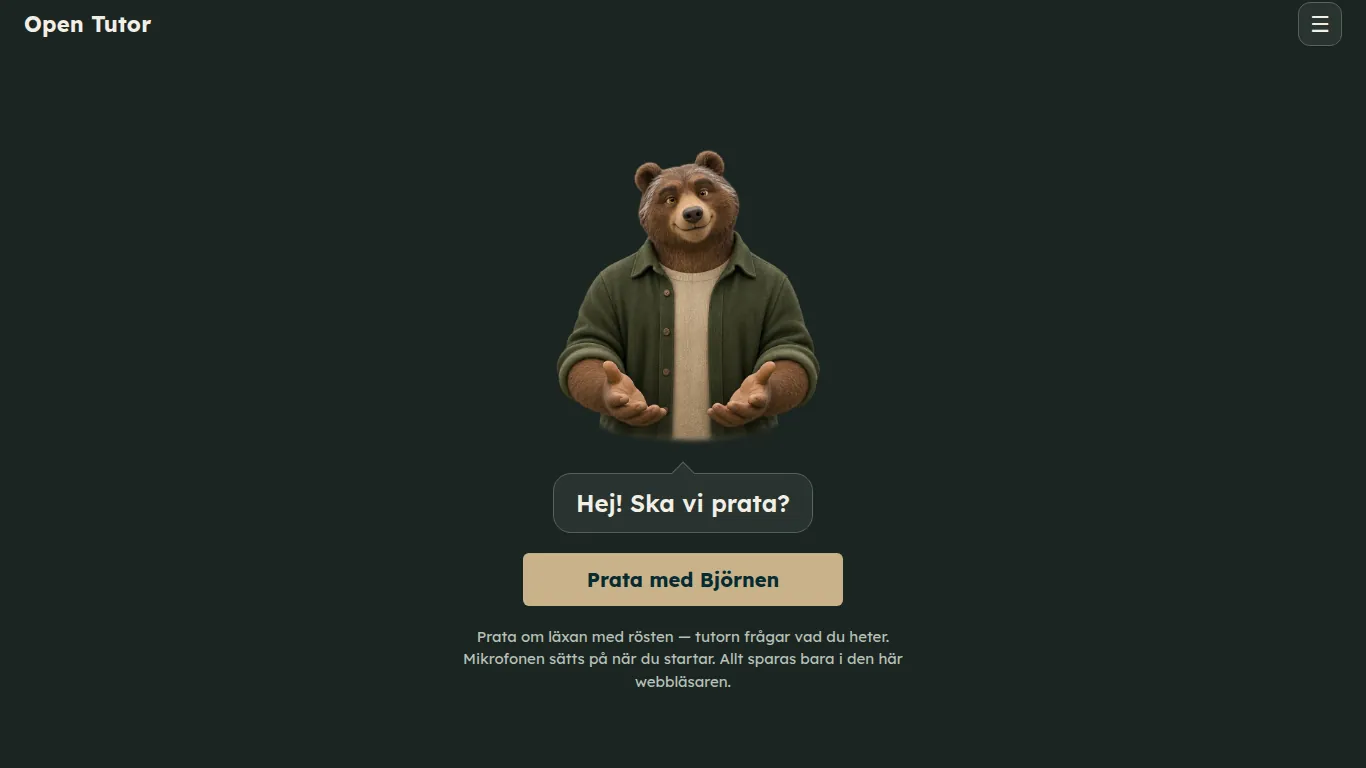 Open Tutor
Hej! Ska vi prata?
Prata med Björnen
Prata om läxan med rösten — tutorn frågar vad du heter.
Mikrofonen sätts på när du startar. Allt sparas bara i den här
webbläsaren.